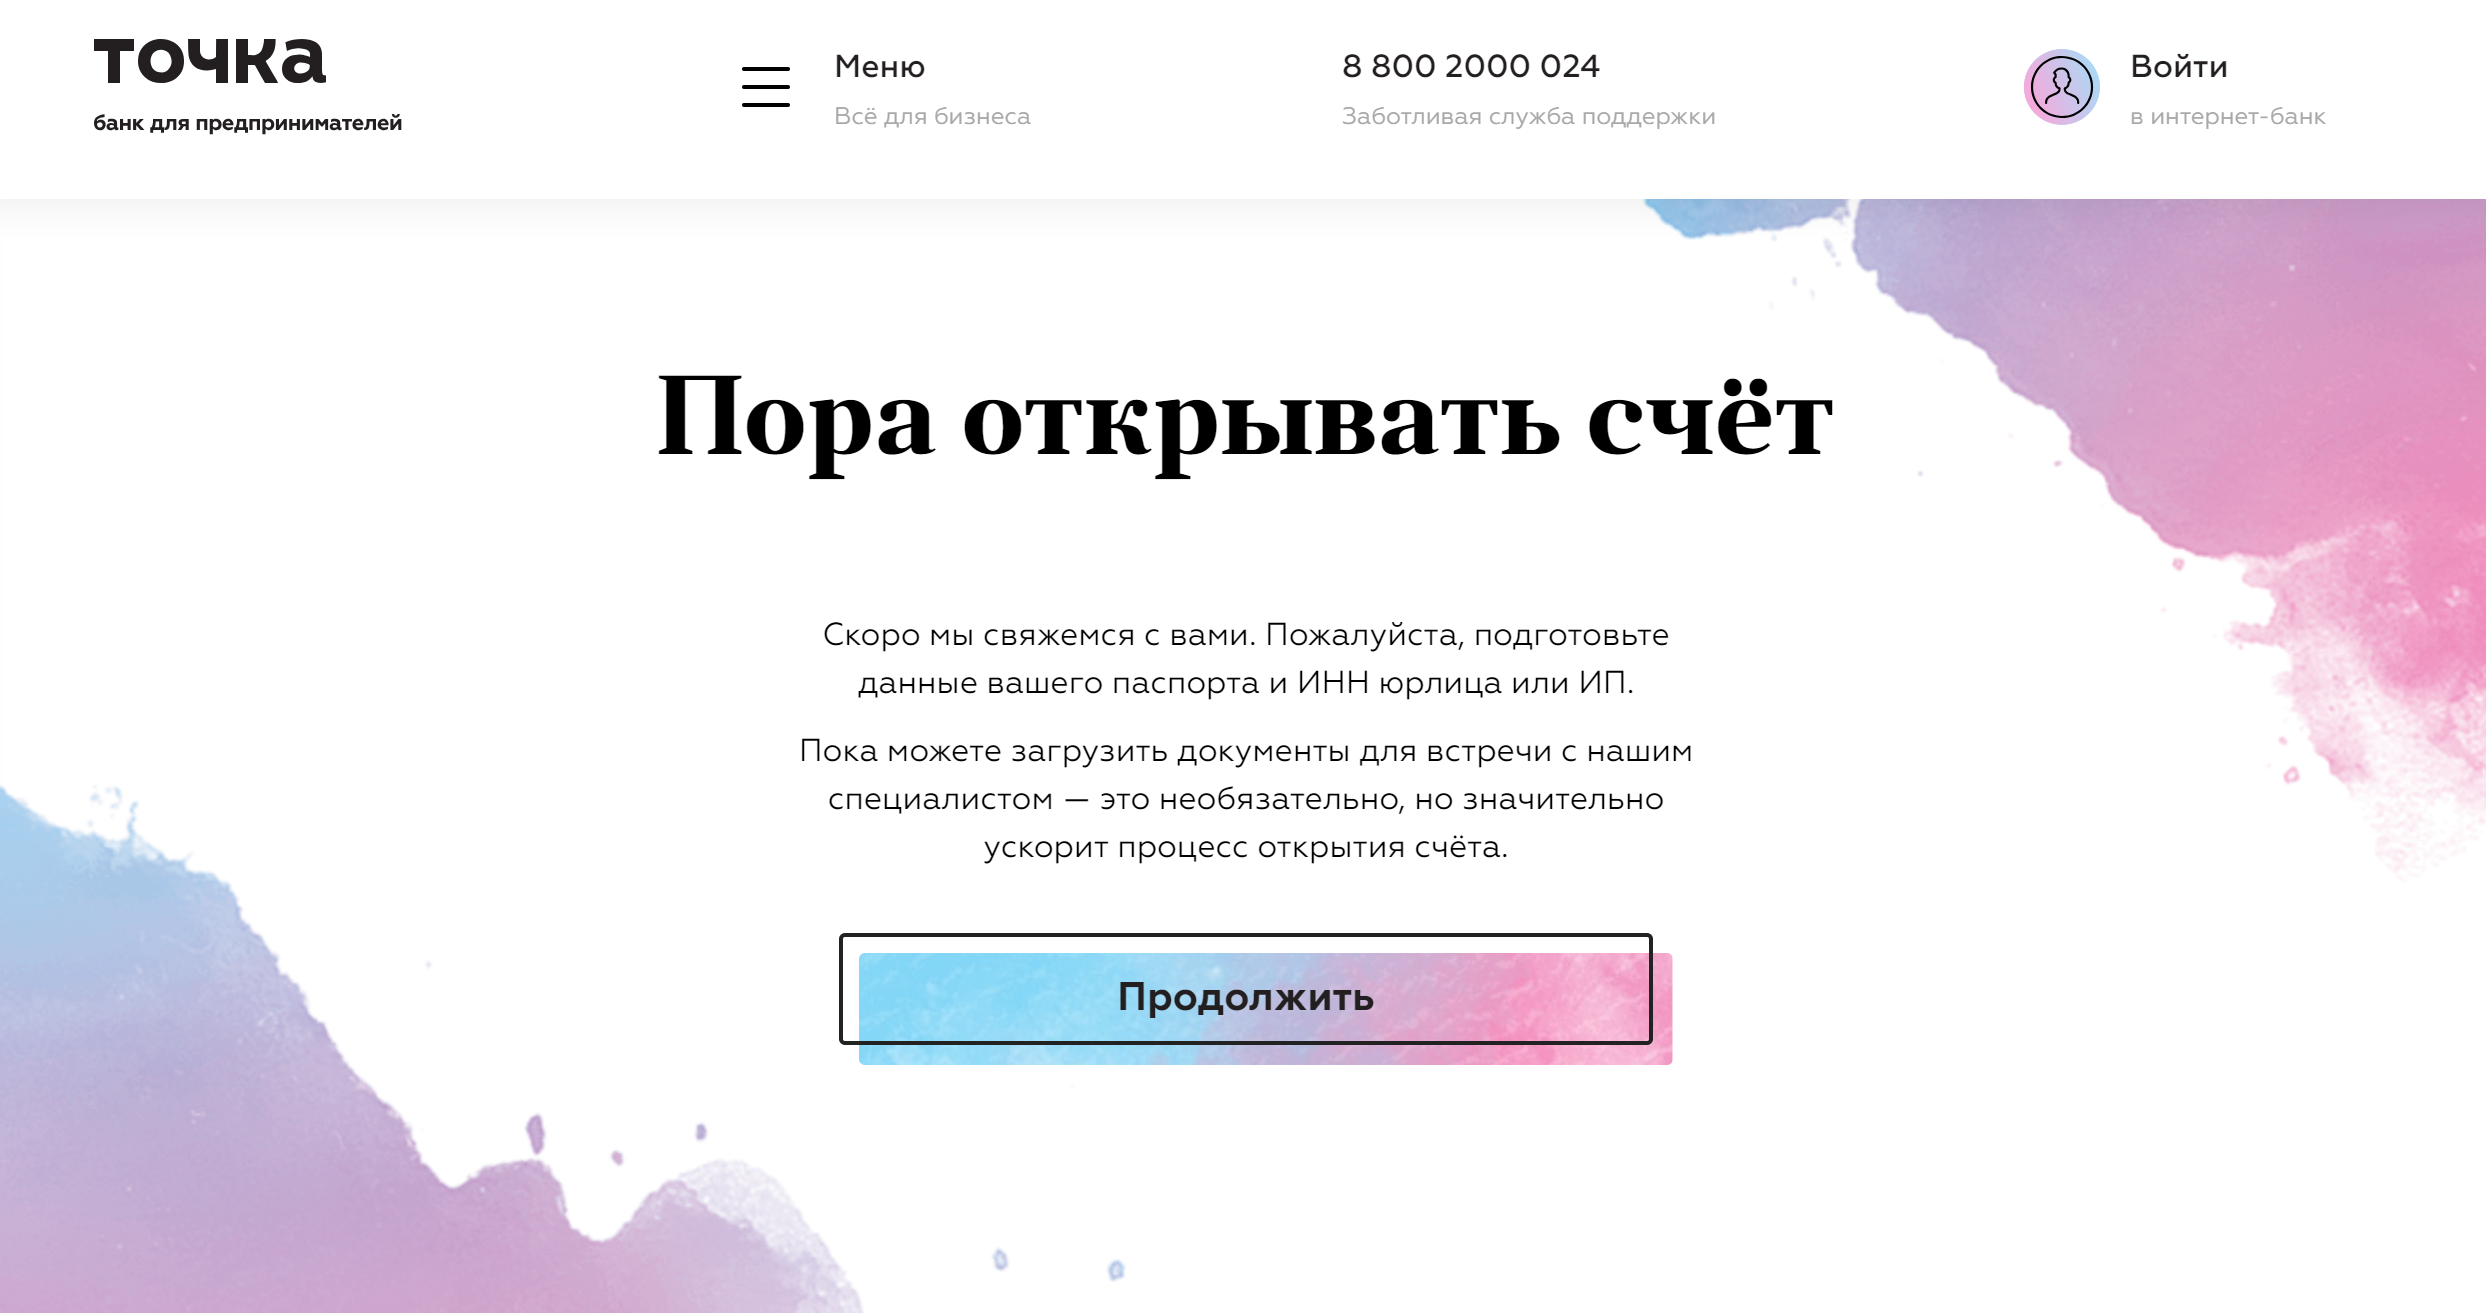 точка
банк для предпринимателей
Меню
Всё для бизнеса
8 800 2000 024
Заботливая служба поддержки
Войти
в интернет-банк
Пора открывать счёт
Скоро мы свяжемся с вами. Пожалуйста, подготовьте
данные вашего паспорта и ИНН юрлица или ИП.
Пока можете загрузить документы для встречи с нашим
специалистом — это необязательно, но значительно
ускорит процесс открытия счёта.
Продолжить